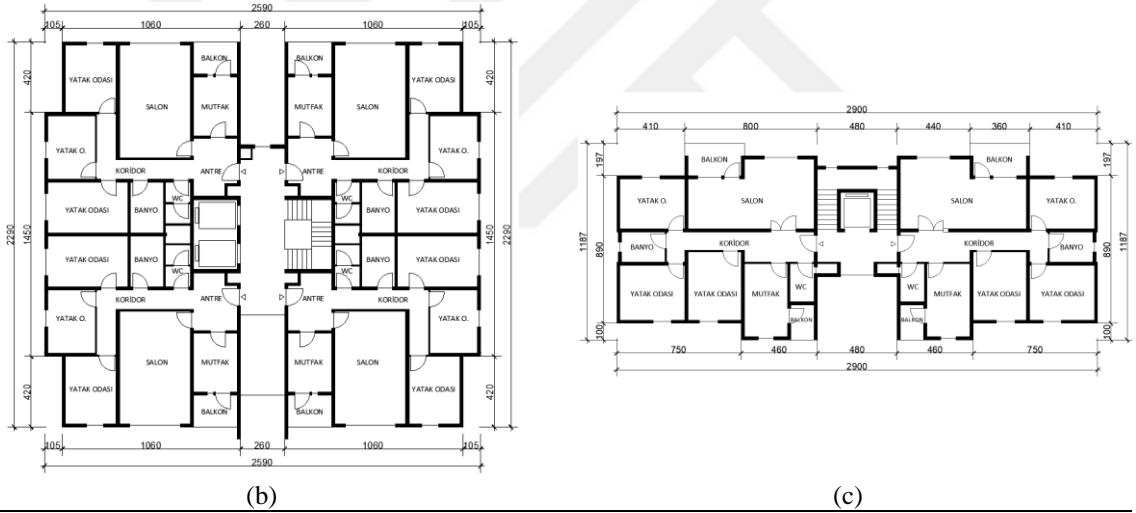 2590
105 1060 260 1060 105
420 1450 420
2290
420 1450 420
2290
YATAK ODASI SALON BALKON BALKON SALON YATAK ODASI
MUTFAK MUTFAK
YATAK O. KORİDOR ANTRE ANTRE KORİDOR YATAK O.
YATAK ODASI BANYO WC WC BANYO YATAK ODASI
YATAK ODASI BANYO WC WC BANYO YATAK ODASI
YATAK O. KORİDOR ANTRE ANTRE KORİDOR YATAK O.
YATAK ODASI SALON MUTFAK MUTFAK SALON YATAK ODASI
BALKON BALKON
105 1060 260 1060 105
2590
(b)
2900
410 800 480 440 360 410
197 890 100
1187
197 890 100
1187
BALKON BALKON
YATAK O. SALON SALON YATAK O.
BANYO KORİDOR KORİDOR BANYO
YATAK ODASI YATAK ODASI MUTFAK WC WC MUTFAK YATAK ODASI YATAK ODASI
BALKON BALKON
750 460 480 460 750
2900
(c)